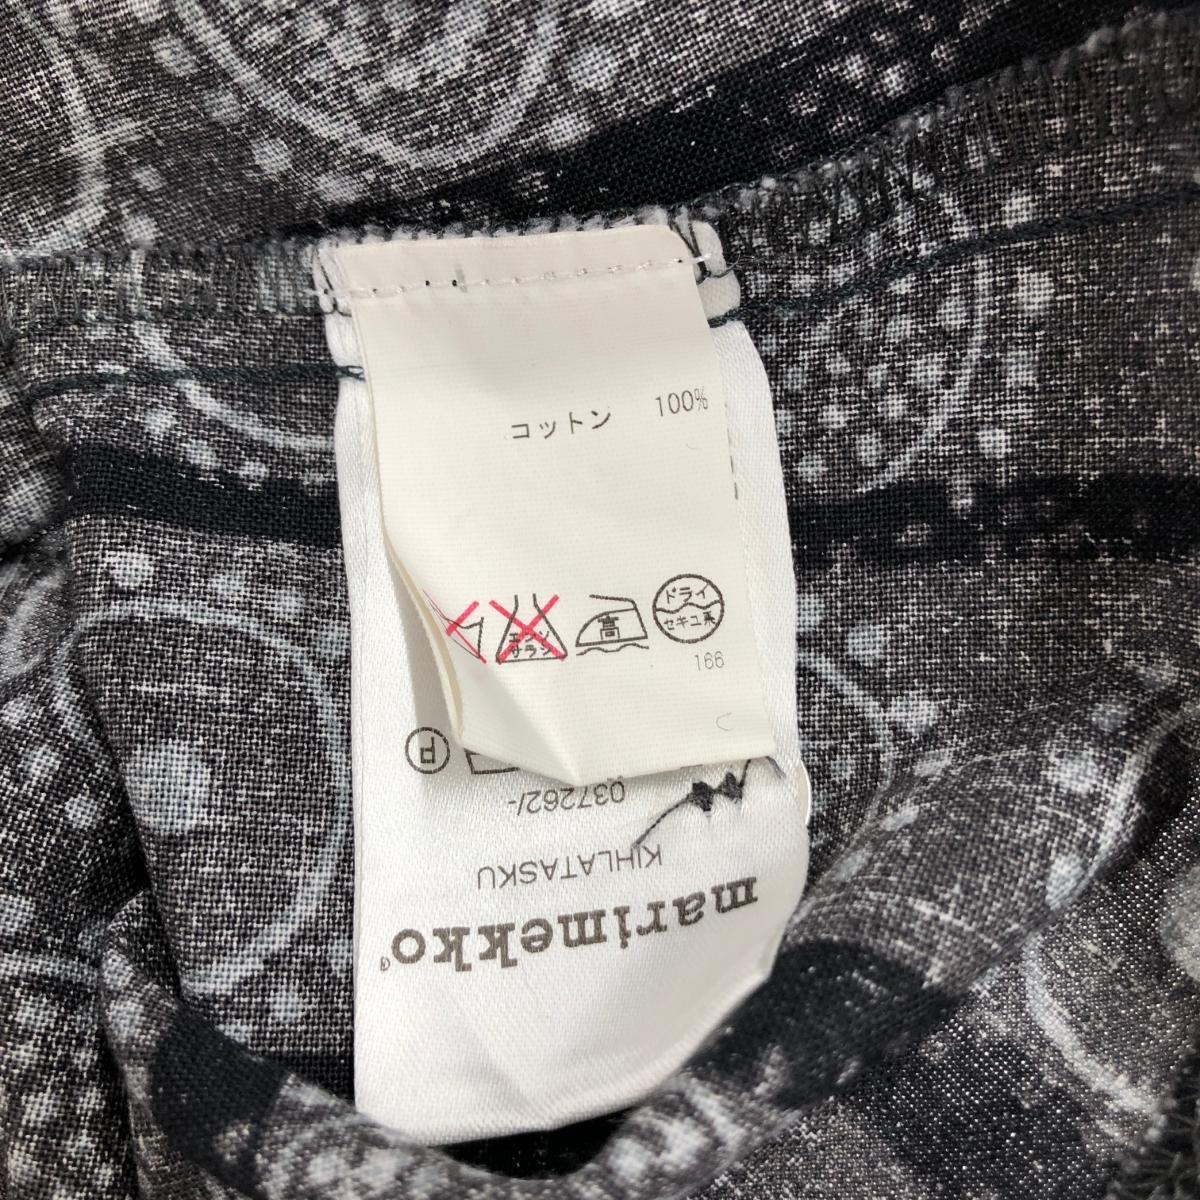 コットン 100%
エンソ
サラシ
高
ドライ
セキユ系
166
P
037262/-
KIHLATASKU
marimekko®